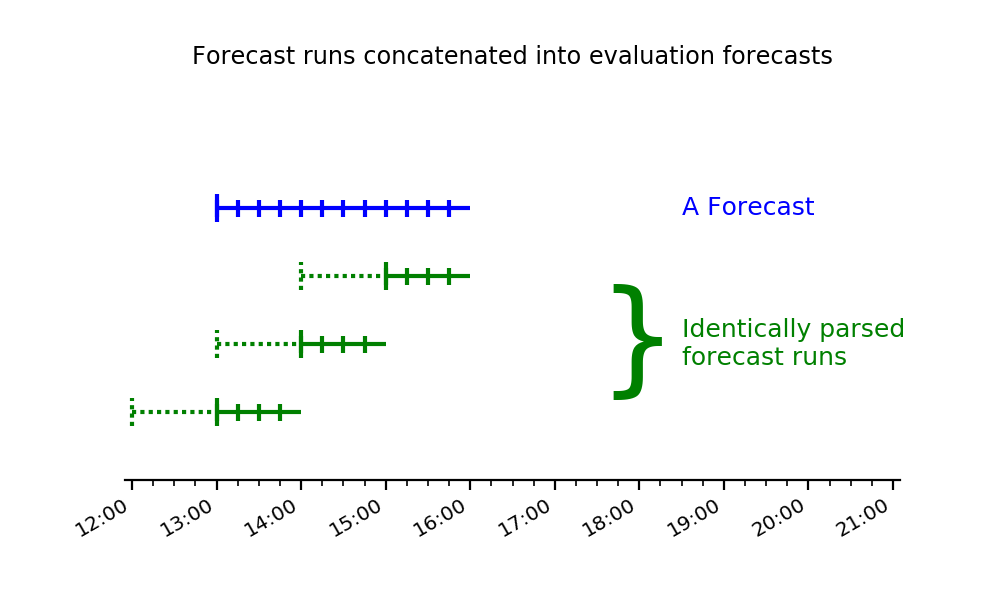 Forecast runs concatenated into evaluation forecasts
A Forecast
}
Identically parsed
forecast runs
12:00
13:00
14:00
15:00
16:00
17:00
18:00
19:00
20:00
21:00